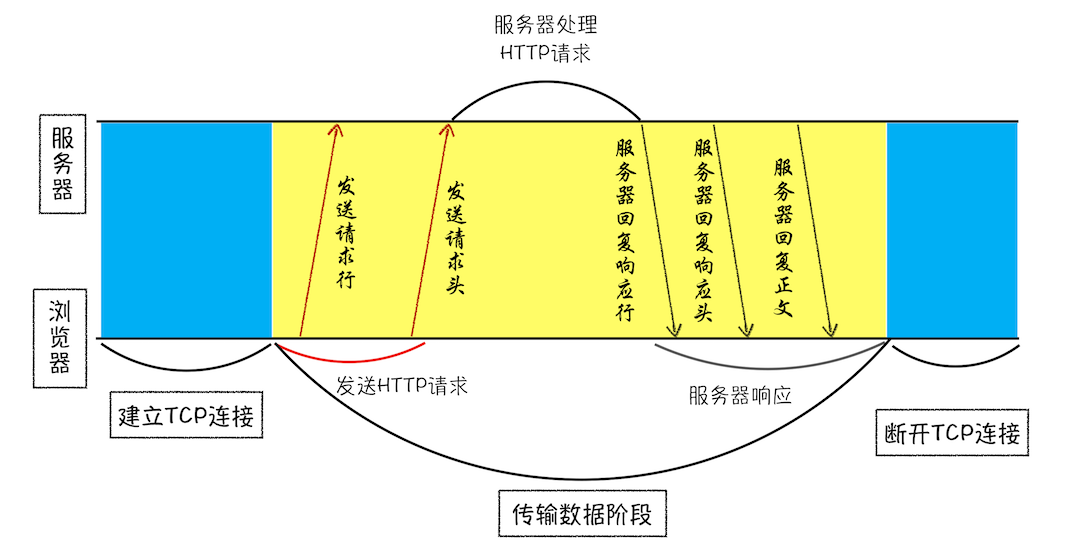 服务器处理
HTTP请求
服务器
发送请求行
发送请求头
服务器回复响应行
服务器回复响应头
服务器回复正文
浏览器
发送HTTP请求
服务器响应
建立TCP连接
断开TCP连接
传输数据阶段